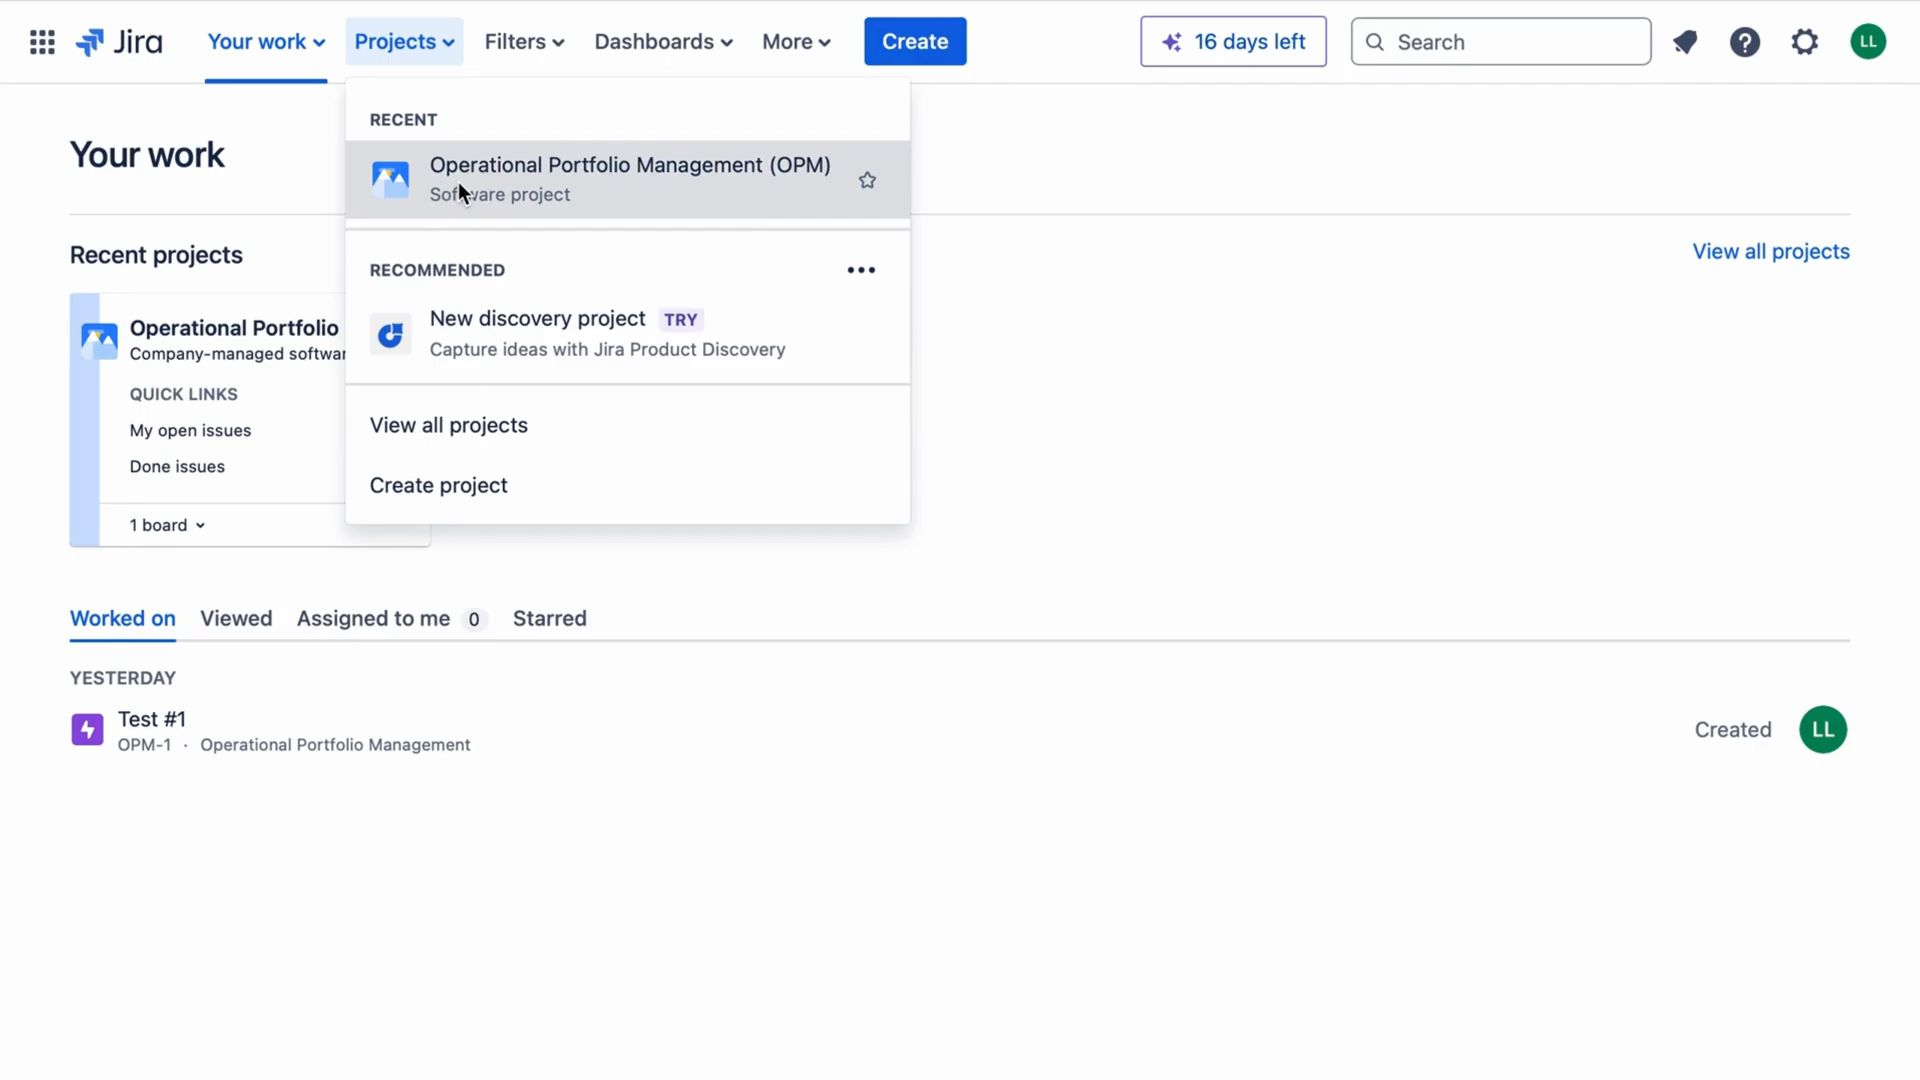 Jira
Your work
Projects
Filters
Dashboards
More
Create
16 days left
Search
LL
RECENT
Operational Portfolio Management (OPM)
Software project
RECOMMENDED
New discovery project TRY
Capture ideas with Jira Product Discovery
View all projects
Create project
Your work
Recent projects
View all projects
Operational Portfolio
Company-managed softwar
QUICK LINKS
My open issues
Done issues
1 board
Worked on
Viewed
Assigned to me 0
Starred
YESTERDAY
Test #1
OPM-1 · Operational Portfolio Management
Created
LL